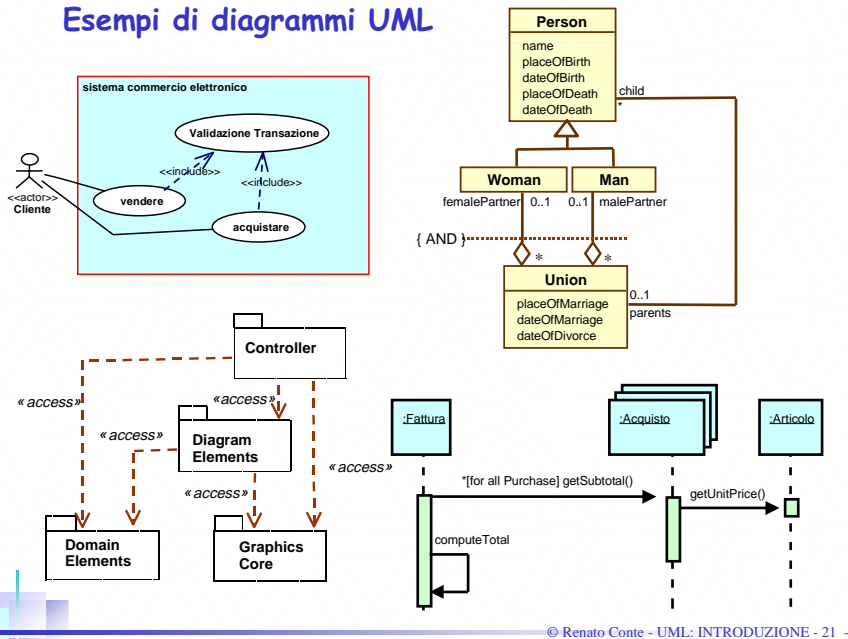 Esempi di diagrammi UML
sistema commercio elettronico
Validazione Transazione
<<include>>
<<include>>
vendere
acquistare
<<actor>>
Cliente
Person
name
placeOfBirth
dateOfBirth
placeOfDeath
dateOfDeath
child
*
Woman
Man
femalePartner 0..1
0..1 malePartner
{ AND }
*
*
Union
placeOfMarriage
dateOfMarriage
dateOfDivorce
0..1
parents
Controller
« access»
«access»
«access»
Diagram
Elements
«access»
«access»
Domain
Elements
Graphics
Core
:Fattura
:Acquisto
:Articolo
*[for all Purchase] getSubtotal()
getUnitPrice()
computeTotal
© Renato Conte - UML: INTRODUZIONE - 21 -